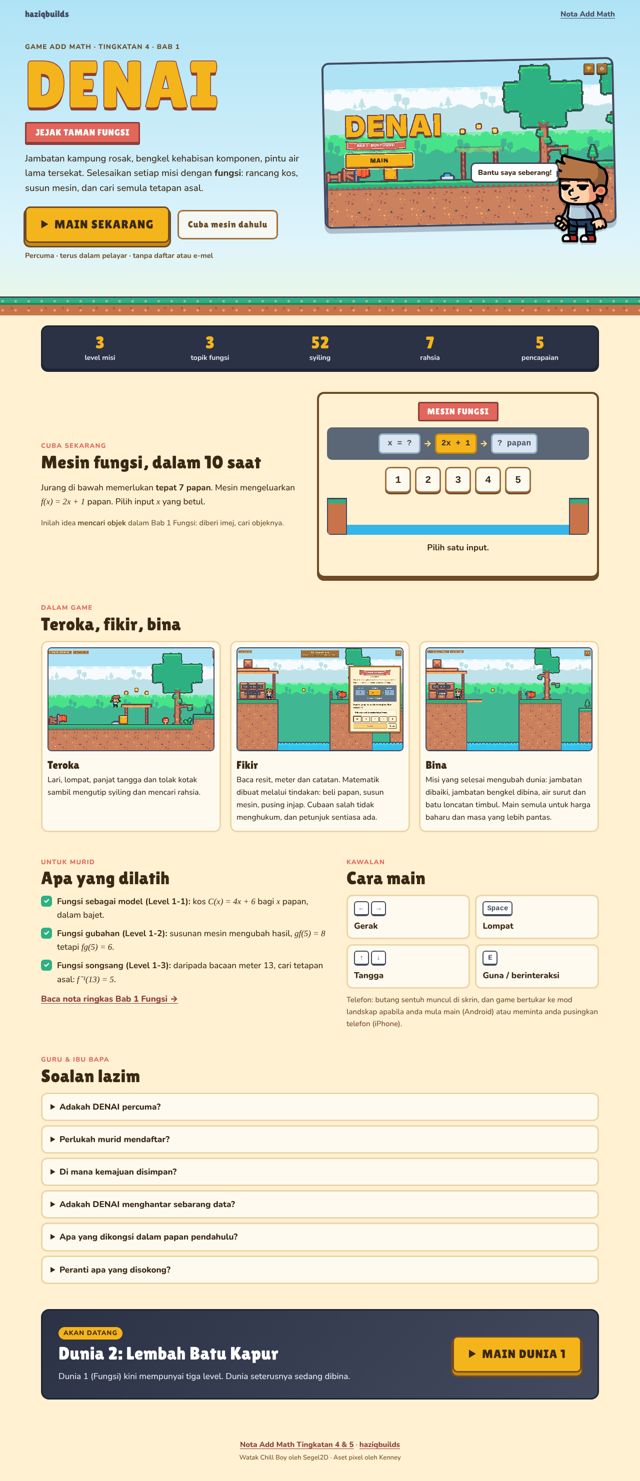 haziqbuilds
Nota Add Math
GAME ADD MATH · TINGKATAN 4 · BAB 1
DENAI
JEJAK TAMAN FUNGSI
Jambatan kampung rosak, bengkel kehabisan komponen, pintu air
lama tersekat. Selesaikan setiap misi dengan fungsi: rancang kos,
susun mesin, dan cari semula tetapan asal.
▶ MAIN SEKARANG
Cuba mesin dahulu
Percuma · terus dalam pelayar · tanpa daftar atau e-mel
DENAI
MAIN
Bantu saya seberang!
3
level misi
3
topik fungsi
52
syiling
7
rahsia
5
pencapaian
CUBA SEKARANG
Mesin fungsi, dalam 10 saat
Jurang di bawah memerlukan tepat 7 papan. Mesin mengeluarkan
f(x) = 2x + 1 papan. Pilih input x yang betul.
Inilah idea mencari objek dalam Bab 1 Fungsi: diberi imej, cari objeknya.
MESIN FUNGSI
x = ? → 2x + 1 → ? papan
1 2 3 4 5
Pilih satu input.
DALAM GAME
Teroka, fikir, bina
Teroka
Lari, lompat, panjat tangga dan tolak kotak
sambil mengutip syiling dan mencari rahsia.
Fikir
Baca resit, meter dan catatan. Matematik
dibuat melalui tindakan: beli papan, susun
mesin, pusing injap. Cubaan salah tidak
menghukum, dan petunjuk sentiasa ada.
Bina
Misi yang selesai mengubah dunia: jambatan
dibaiki, jambatan bengkel dibina, air surut dan
batu loncatan timbul. Main semula untuk harga
baharu dan masa yang lebih pantas.
UNTUK MURID
Apa yang dilatih
Fungsi sebagai model (Level 1-1): kos C(x) = 4x + 6 bagi x papan,
dalam bajet.
Fungsi gubahan (Level 1-2): susunan mesin mengubah hasil, gf(5) = 8
tetapi fg(5) = 6.
Fungsi songsang (Level 1-3): daripada bacaan meter 13, cari tetapan
asal: f⁻¹(13) = 5.
Baca nota ringkas Bab 1 Fungsi →
KAWALAN
Cara main
← →
Gerak
Space
Lompat
↑ ↓
Tangga
E
Guna / berinteraksi
Telefon: butang sentuh muncul di skrin, dan game bertukar ke mod
landskap apabila anda mula main (Android) atau meminta anda pusingkan
telefon (iPhone).
GURU & IBU BAPA
Soalan lazim
▶ Adakah DENAI percuma?
▶ Perlukah murid mendaftar?
▶ Di mana kemajuan disimpan?
▶ Adakah DENAI menghantar sebarang data?
▶ Apa yang dikongsi dalam papan pendahulu?
▶ Peranti apa yang disokong?
AKAN DATANG
Dunia 2: Lembah Batu Kapur
Dunia 1 (Fungsi) kini mempunyai tiga level. Dunia seterusnya sedang dibina.
▶ MAIN DUNIA 1
Nota Add Math Tingkatan 4 & 5 · haziqbuilds
Watak Chill Boy oleh Segel2D · Aset pixel oleh Kenney